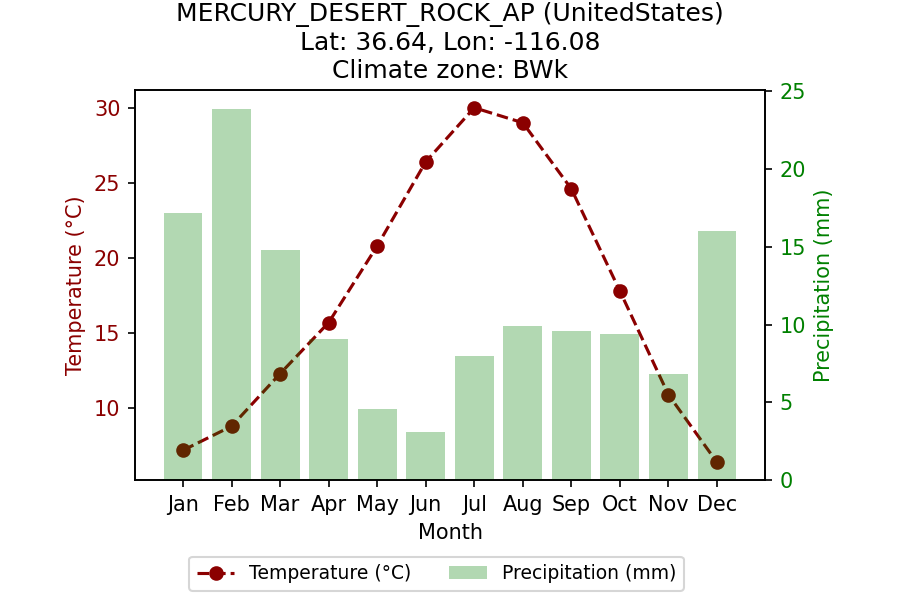 MERCURY_DESERT_ROCK_AP (UnitedStates)
Lat: 36.64, Lon: -116.08
Climate zone: BWk
30
25
20
15
10
Temperature (°C)
25
20
15
10
5
0
Precipitation (mm)
Jan Feb Mar Apr May Jun Jul Aug Sep Oct Nov Dec
Month
Temperature (°C) Precipitation (mm)